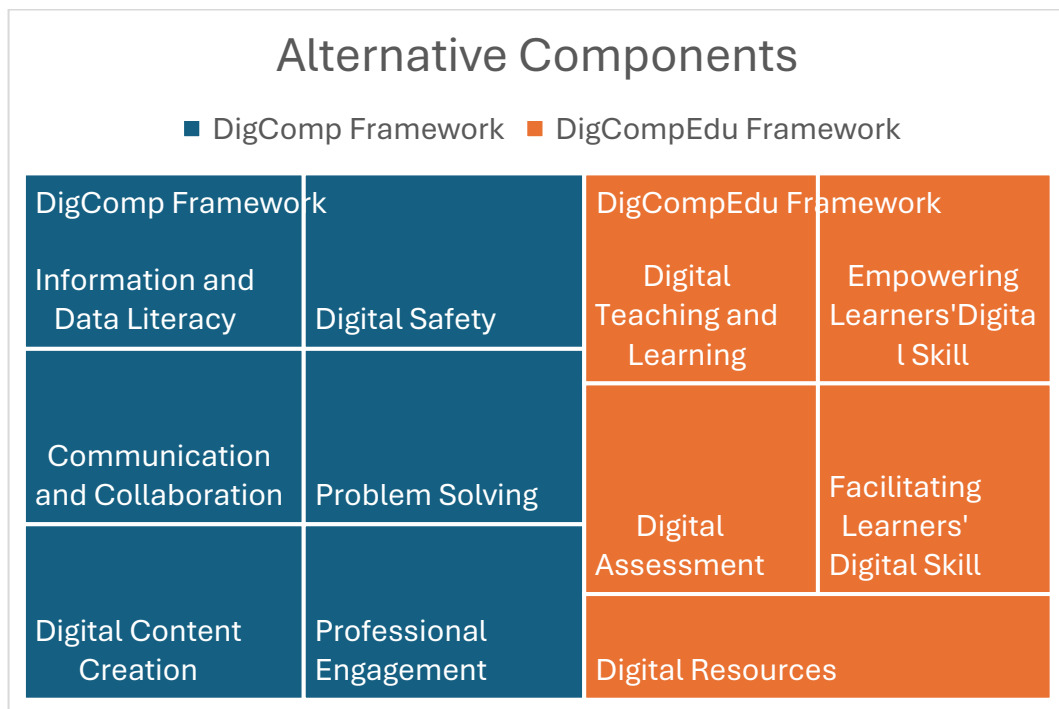 Alternative Components
DigComp Framework DigCompEdu Framework
DigComp Framework
Information and
Data Literacy
Digital Safety
Communication
and Collaboration
Problem Solving
Digital Content
Creation
Professional
Engagement
DigCompEdu Framework
Digital
Teaching and
Learning
Empowering
Learners'Digita
l Skill
Digital
Assessment
Facilitating
Learners'
Digital Skill
Digital Resources